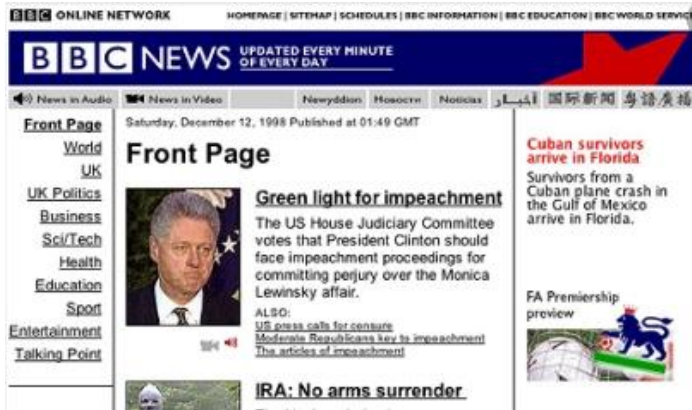 BBC ONLINE NETWORK
HOMEPAGE | SITEMAP | SCHEDULES | BBC INFORMATION | BBC EDUCATION | BBC WORLD SERVICE
BBC NEWS
UPDATED EVERY MINUTE
OF EVERY DAY
News in Audio News in Video Newyddion Новости Noticias أخبار 国际新闻 粤語廣播
Front Page
World
UK
UK Politics
Business
Sci/Tech
Health
Education
Sport
Entertainment
Talking Point
Saturday, December 12, 1998 Published at 01:49 GMT
Front Page
Green light for impeachment
The US House Judiciary Committee
votes that President Clinton should
face impeachment proceedings for
committing perjury over the Monica
Lewinsky affair.
ALSO:
US press calls for censure
Moderate Republicans key to impeachment
The articles of impeachment
IRA: No arms surrender
Cuban survivors
arrive in Florida
Survivors from a
Cuban plane crash in
the Gulf of Mexico
arrive in Florida.
FA Premiership
preview